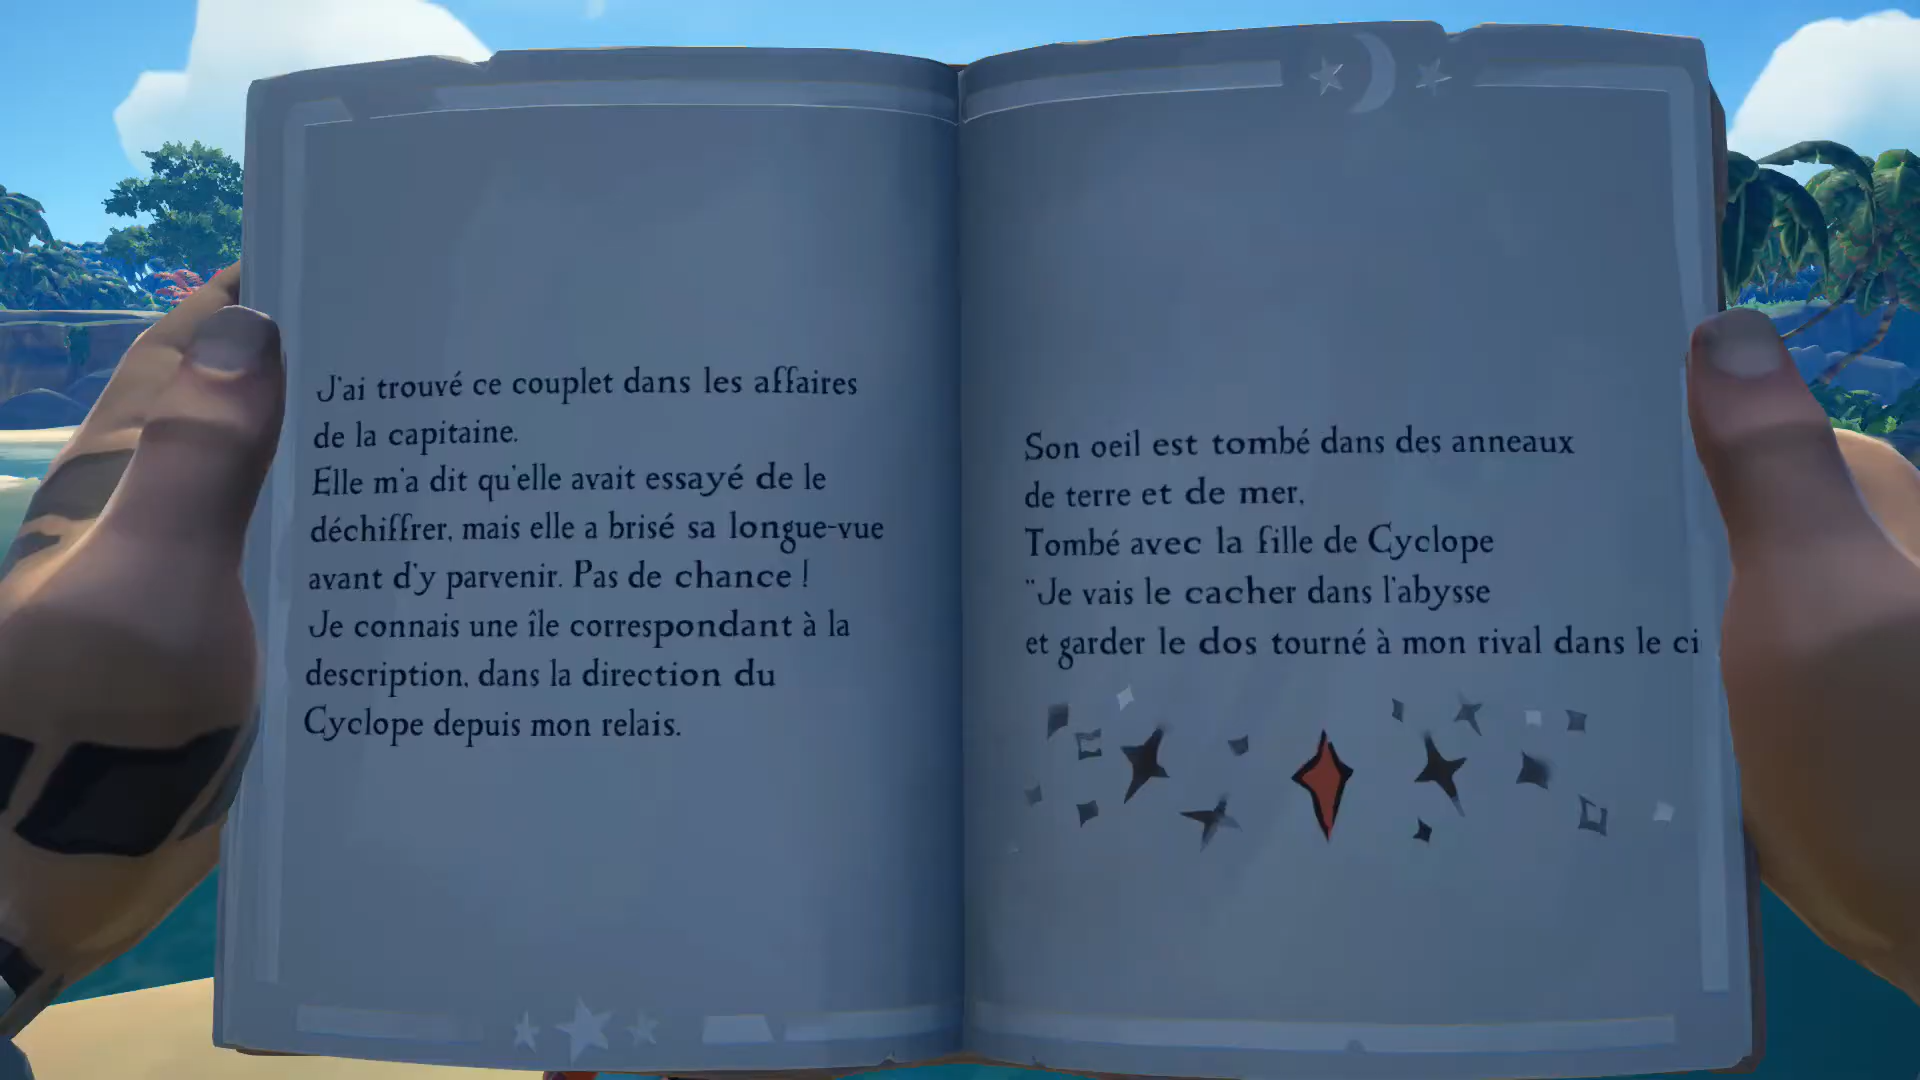 J'ai trouvé ce couplet dans les affaires
de la capitaine.
Elle m'a dit qu'elle avait essayé de le
déchiffrer, mais elle a brisé sa longue-vue
avant d'y parvenir. Pas de chance !
Je connais une île correspondant à la
description, dans la direction du
Cyclope depuis mon relais.
Son oeil est tombé dans des anneaux
de terre et de mer,
Tombé avec la fille de Cyclope
"Je vais le cacher dans l'abysse
et garder le dos tourné à mon rival dans le ci